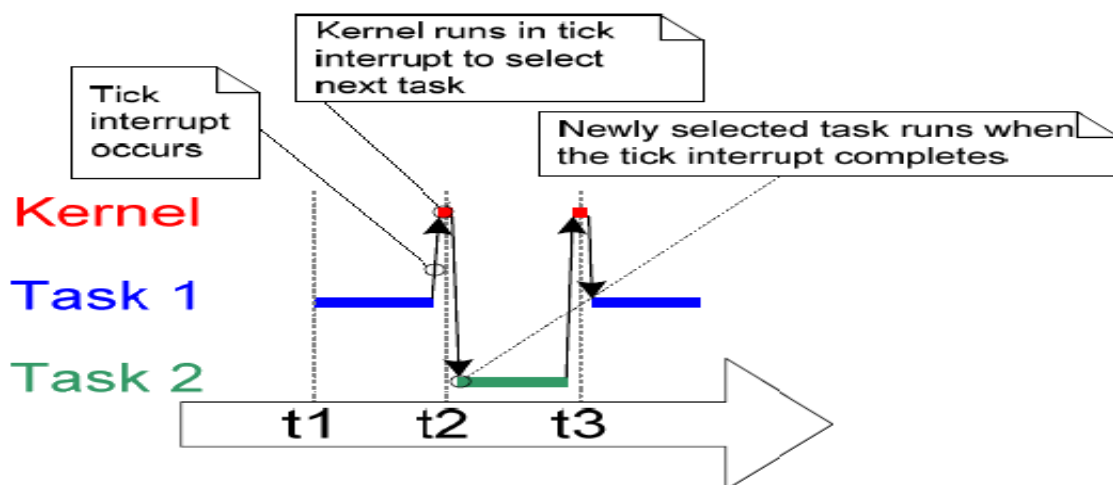 Kernel runs in tick
interrupt to select
next task
Tick
interrupt
occurs
Newly selected task runs when
the tick interrupt completes
Kernel
Task 1
Task 2
t1 t2 t3